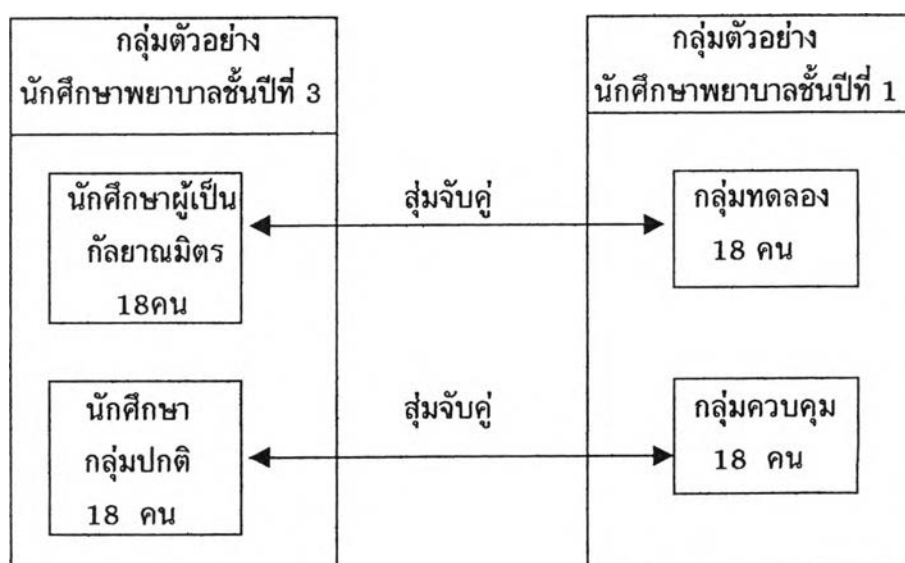 กลุ่มตัวอย่าง
นักศึกษาพยาบาลชั้นปีที่ 3
กลุ่มตัวอย่าง
นักศึกษาพยาบาลชั้นปีที่ 1
นักศึกษาผู้เป็น
กัลยาณมิตร
18คน
สุ่มจับคู่
กลุ่มทดลอง
18 คน
นักศึกษา
กลุ่มปกติ
18 คน
สุ่มจับคู่
กลุ่มควบคุม
18 คน